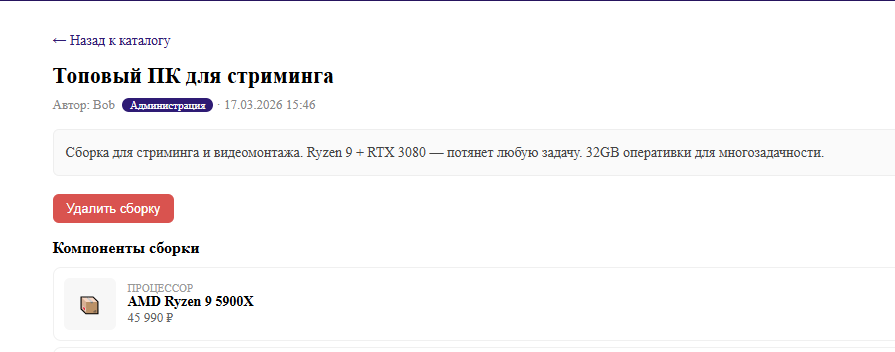 ← Назад к каталогу
Топовый ПК для стриминга
Автор: Bob Администрация · 17.03.2026 15:46
Сборка для стриминга и видеомонтажа. Ryzen 9 + RTX 3080 — потянет любую задачу. 32GB оперативки для многозадачности.
Удалить сборку
Компоненты сборки
ПРОЦЕССОР
AMD Ryzen 9 5900X
45 990 ₽